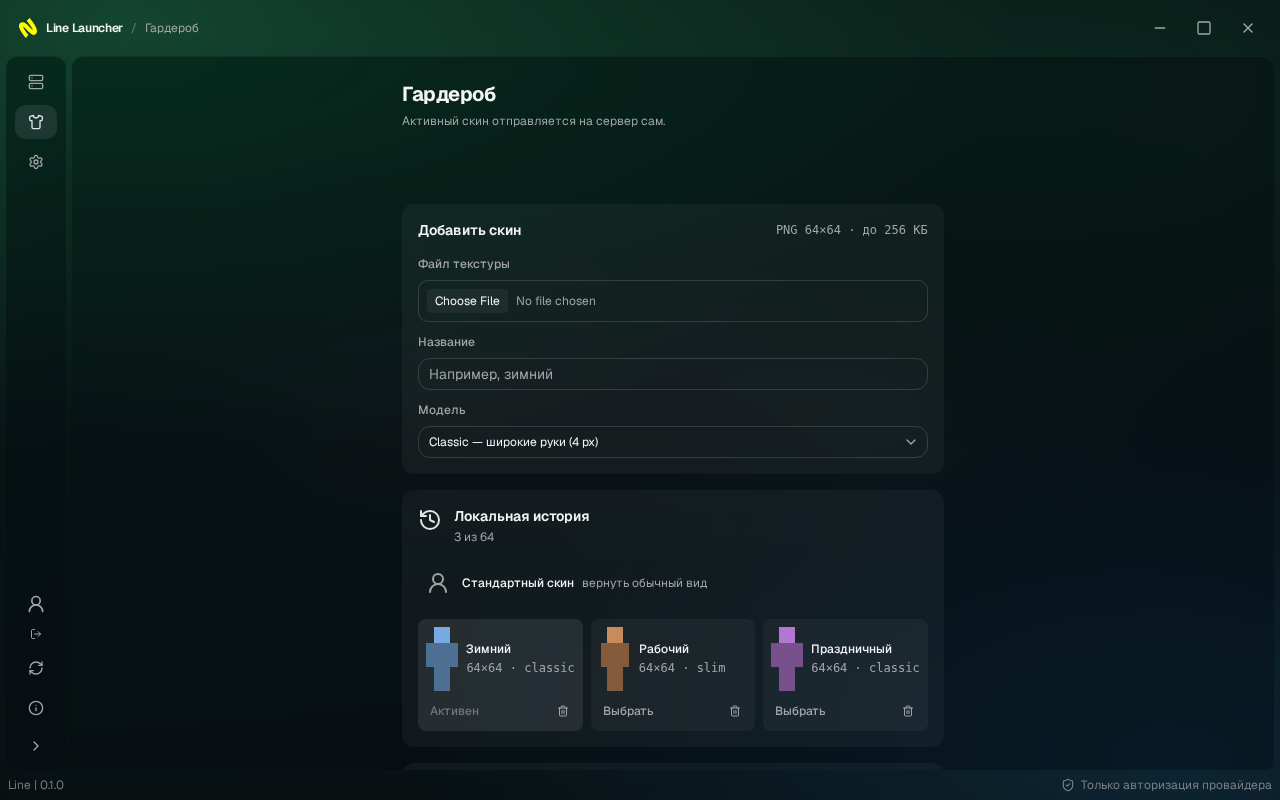 Line Launcher / Гардероб
Гардероб
Активный скин отправляется на сервер сам.
Добавить скин
PNG 64×64 · до 256 КБ
Файл текстуры
Choose File No file chosen
Название
Например, зимний
Модель
Classic — широкие руки (4 px)
Локальная история
3 из 64
Стандартный скин вернуть обычный вид
Зимний
64×64 · classic
Активен
Рабочий
64×64 · slim
Выбрать
Праздничный
64×64 · classic
Выбрать
Line | 0.1.0
Только авторизация провайдера